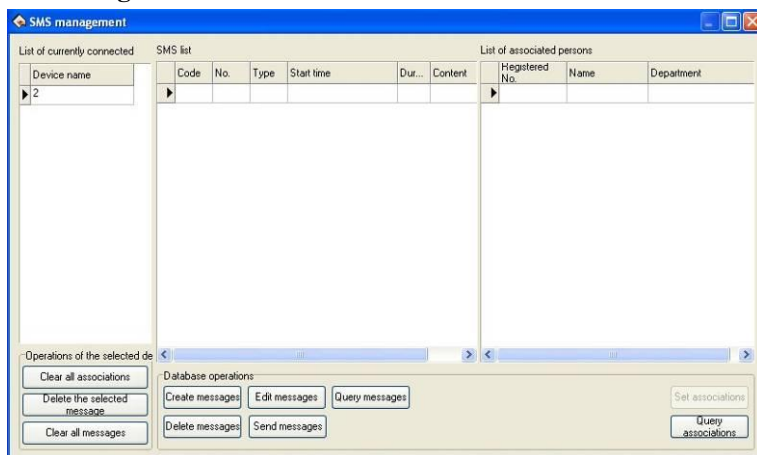 SMS management
List of currently connected
SMS list
List of associated persons
Device name
Code No. Type Start time Dur... Content
Registered No. Name Department
2
Operations of the selected de
Clear all associations
Delete the selected
message
Clear all messages
Database operations
Create messages Edit messages Query messages
Delete messages Send messages
Set associations
Query
associations